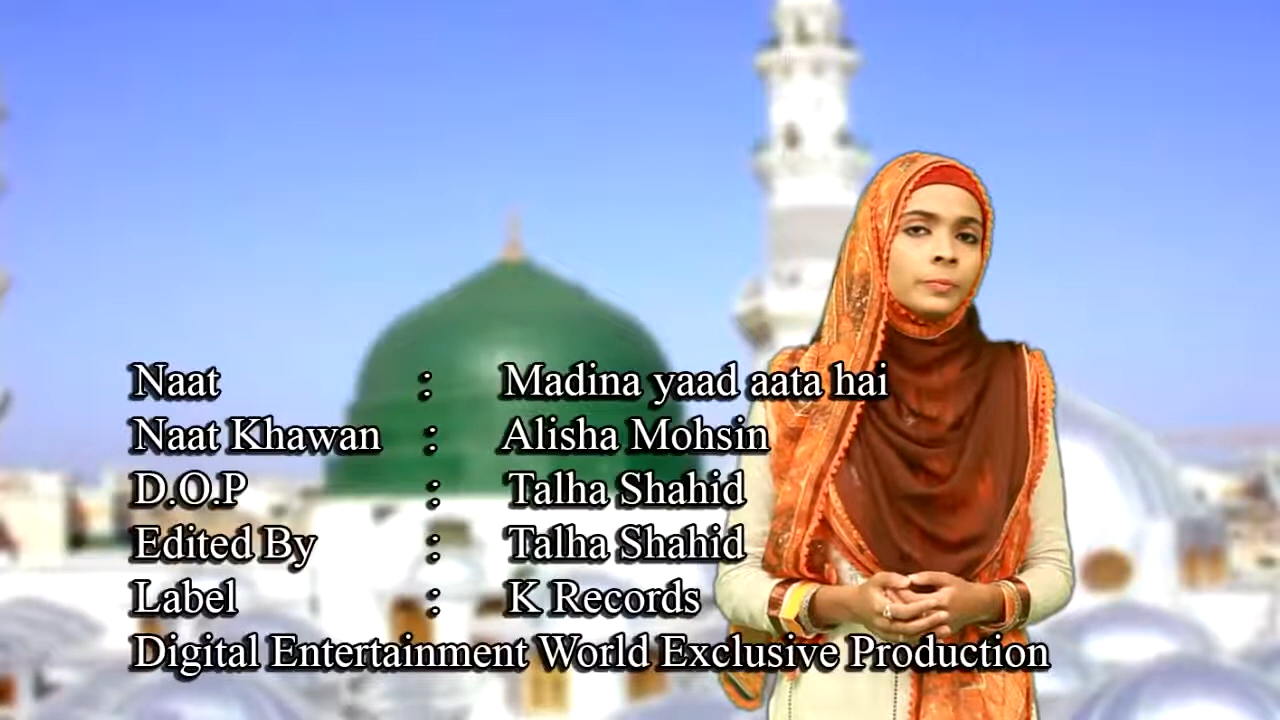 Naat : Madina yaad aata hai
Naat Khawan : Alisha Mohsin
D.O.P : Talha Shahid
Edited By : Talha Shahid
Label : K Records
Digital Entertainment World Exclusive Production